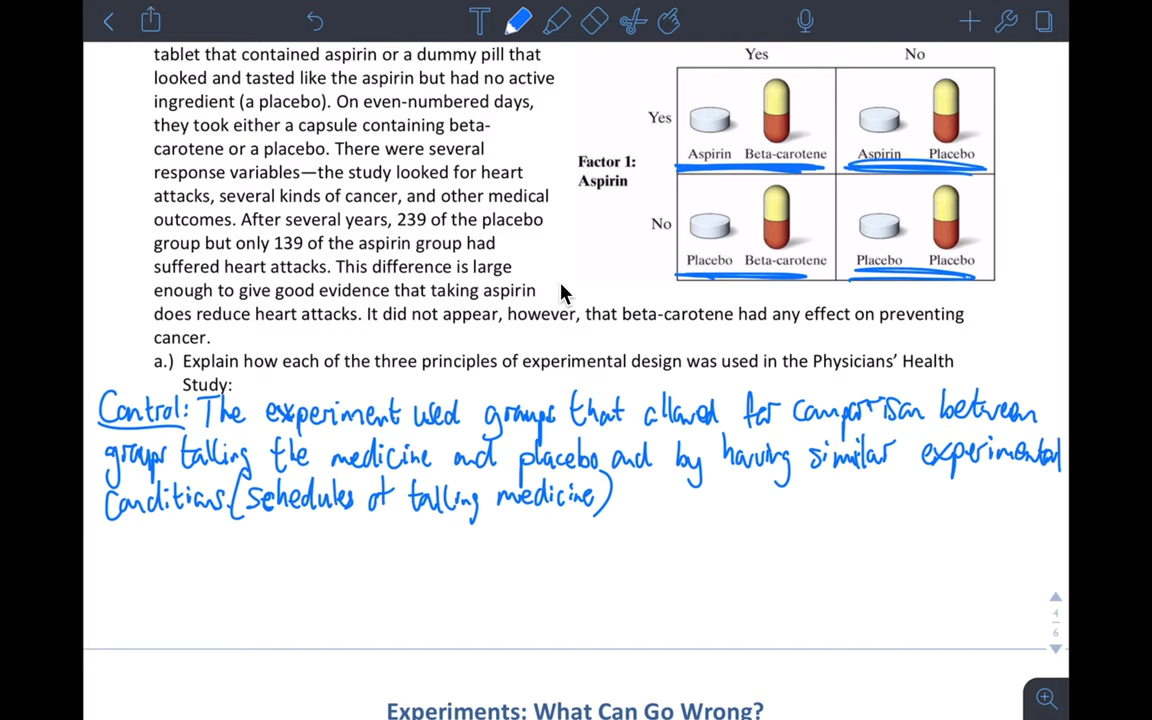 tablet that contained aspirin or a dummy pill that
looked and tasted like the aspirin but had no active
ingredient (a placebo). On even-numbered days,
they took either a capsule containing beta-
carotene or a placebo. There were several
response variables—the study looked for heart
attacks, several kinds of cancer, and other medical
outcomes. After several years, 239 of the placebo
group but only 139 of the aspirin group had
suffered heart attacks. This difference is large
enough to give good evidence that taking aspirin
does reduce heart attacks. It did not appear, however, that beta-carotene had any effect on preventing
cancer.
Yes No
Yes
Aspirin Beta-carotene Aspirin Placebo
Factor 1:
Aspirin
No
Placebo Beta-carotene Placebo Placebo
a.) Explain how each of the three principles of experimental design was used in the Physicians' Health
Study:
Control: The experiment used groups that allowed for comparison between
groups taking the medicine and placebo and by having similar experimental
conditions. (schedules of taking medicine)
4
6
Experiments: What Can Go Wrong?